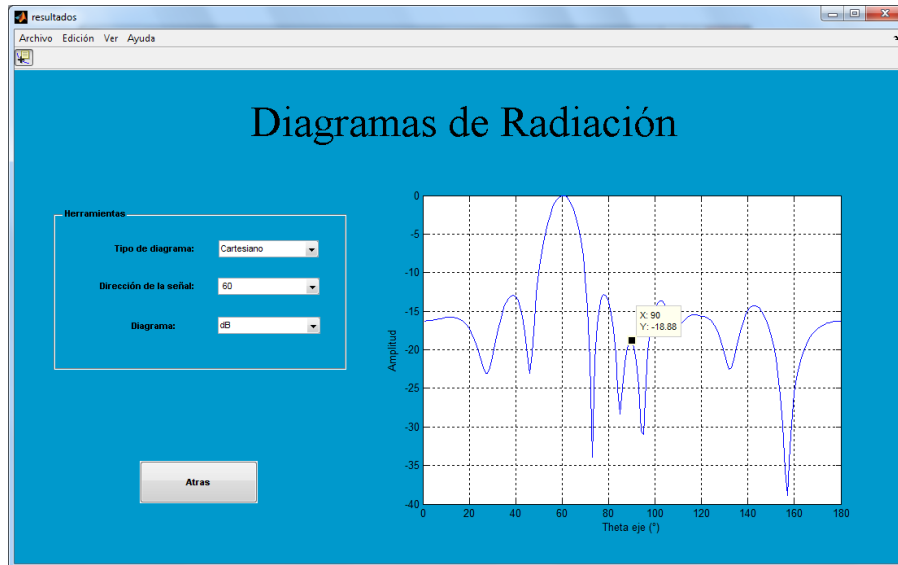 resultados
Archivo Edición Ver Ayuda
Diagramas de Radiación
Herramientas
Tipo de diagrama: Cartesiano
Dirección de la señal: 60
Diagrama: dB
Atras
Amplitud
0
-5
-10
-15
-20
-25
-30
-35
-40
X: 90
Y: -18.88
0 20 40 60 80 100 120 140 160 180
Theta eje (°)